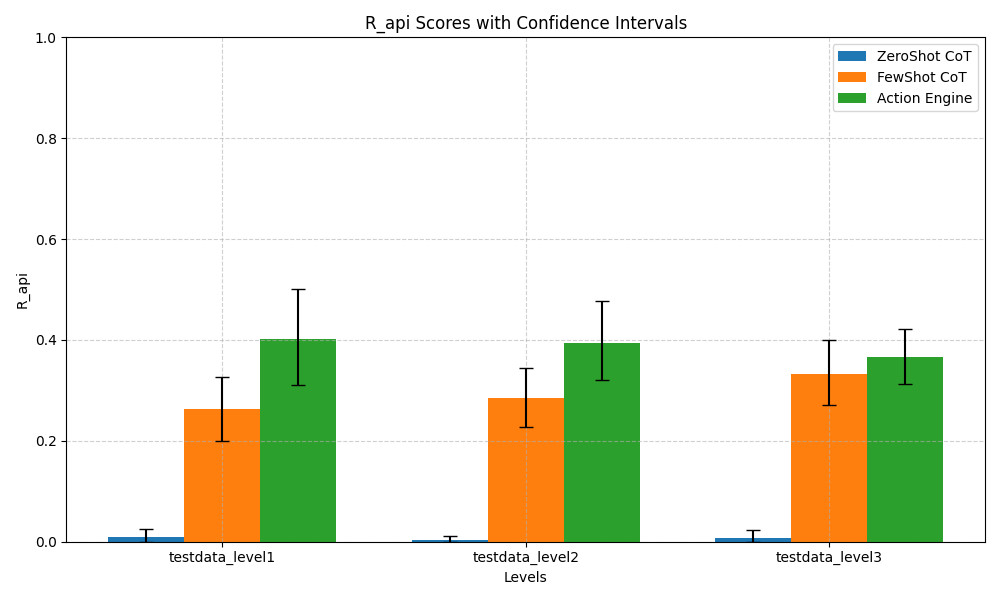 R_api Scores with Confidence Intervals
ZeroShot CoT
FewShot CoT
Action Engine
R_api
1.0
0.8
0.6
0.4
0.2
0.0
testdata_level1
testdata_level2
testdata_level3
Levels